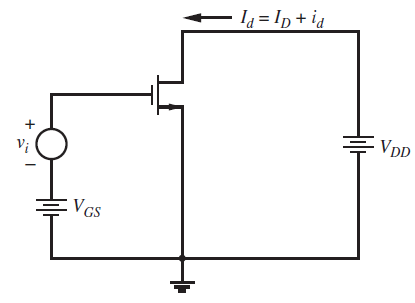 I_d = I_D + i_d
+
v_i
−
V_GS
V_DD